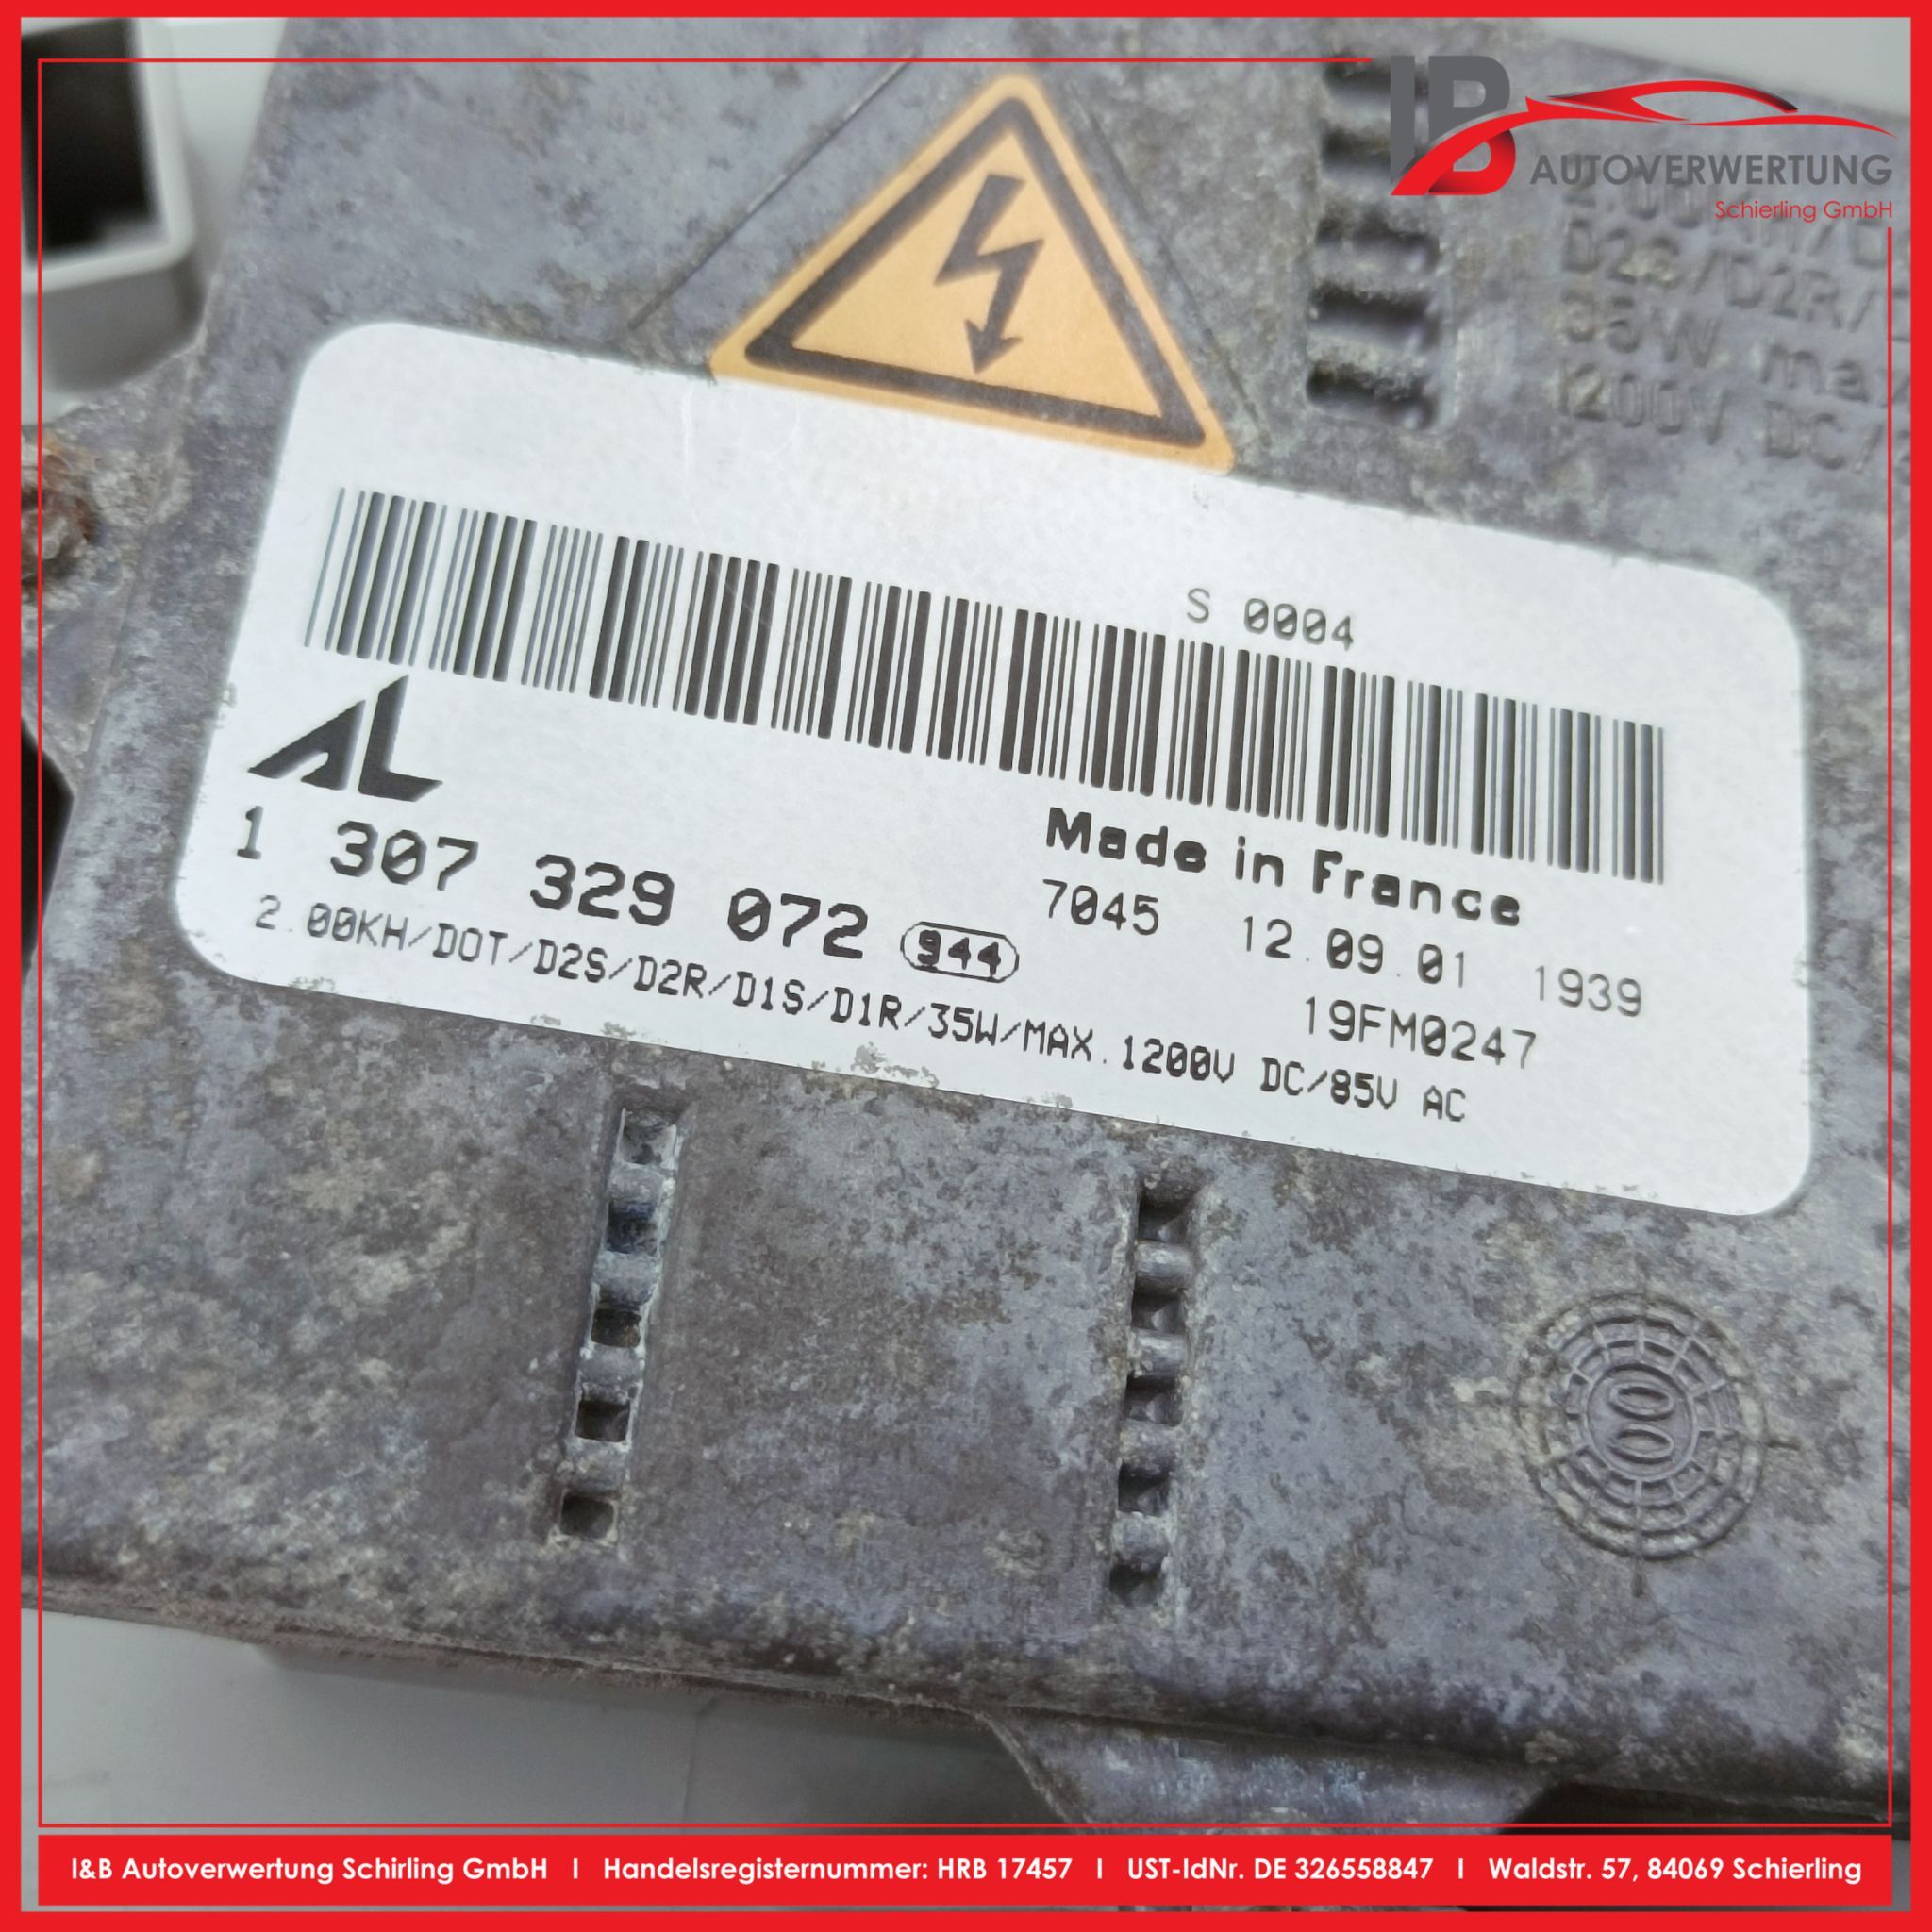 IB
AUTOVERWERTUNG
Schierling GmbH
D2S/D2R/
35W max
1200V DC/
S 0004
AL
Made in France
1 307 329 072 944
7045 12.09.01 1939
19FM0247
2.00KH/DOT/D2S/D2R/D1S/D1R/35W/MAX.1200V DC/85V AC
I&B Autoverwertung Schirling GmbH I Handelsregisternummer: HRB 17457 I UST-IdNr. DE 326558847 I Waldstr. 57, 84069 Schierling